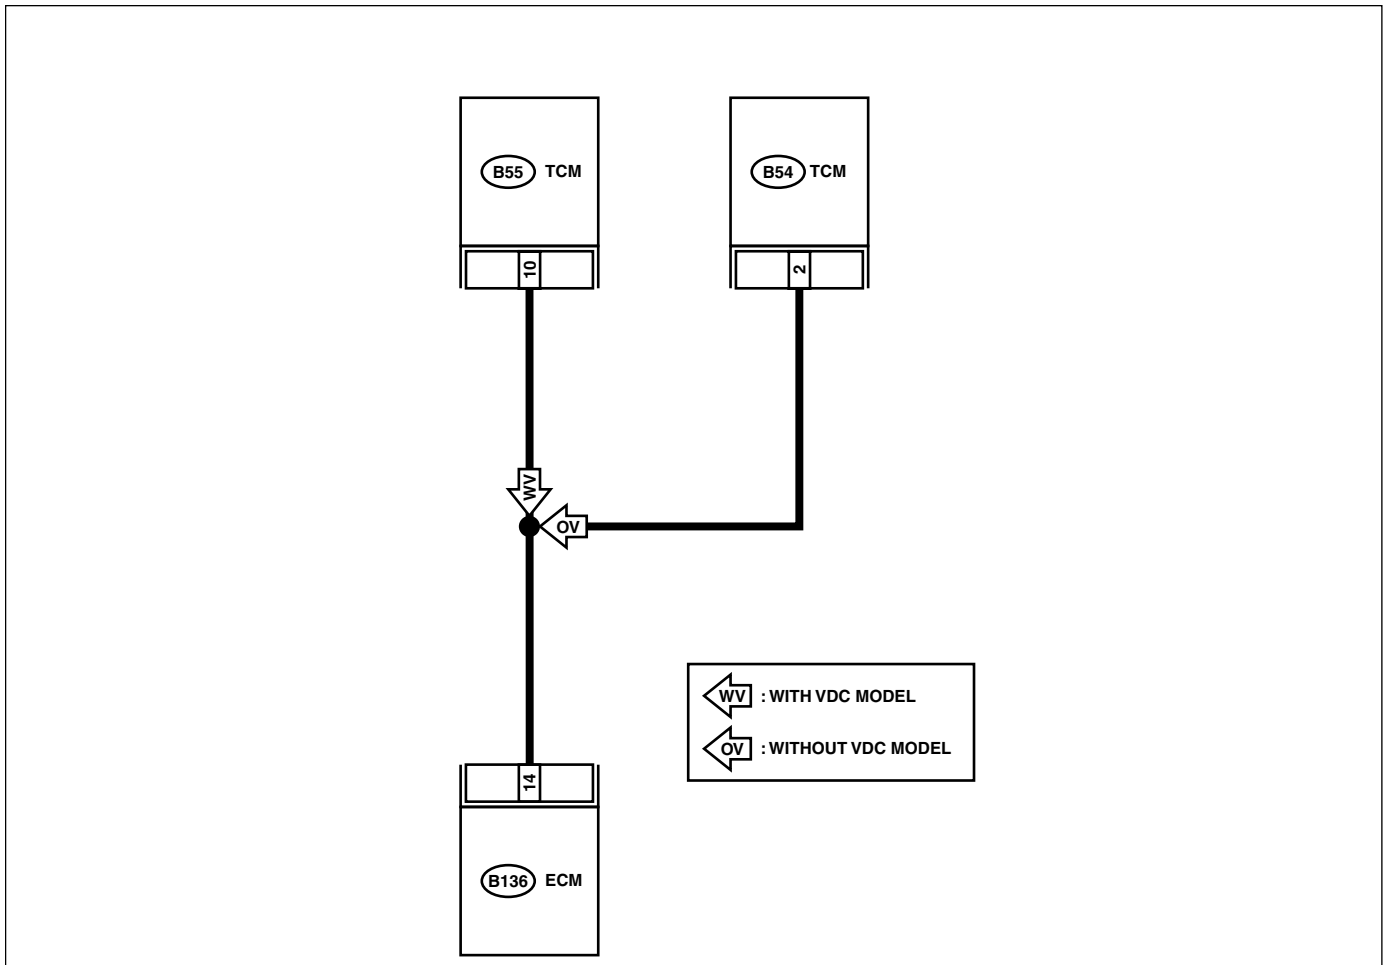 B55 TCM
B54 TCM
10
2
WV
OV
WV : WITH VDC MODEL
OV : WITHOUT VDC MODEL
14
B136 ECM